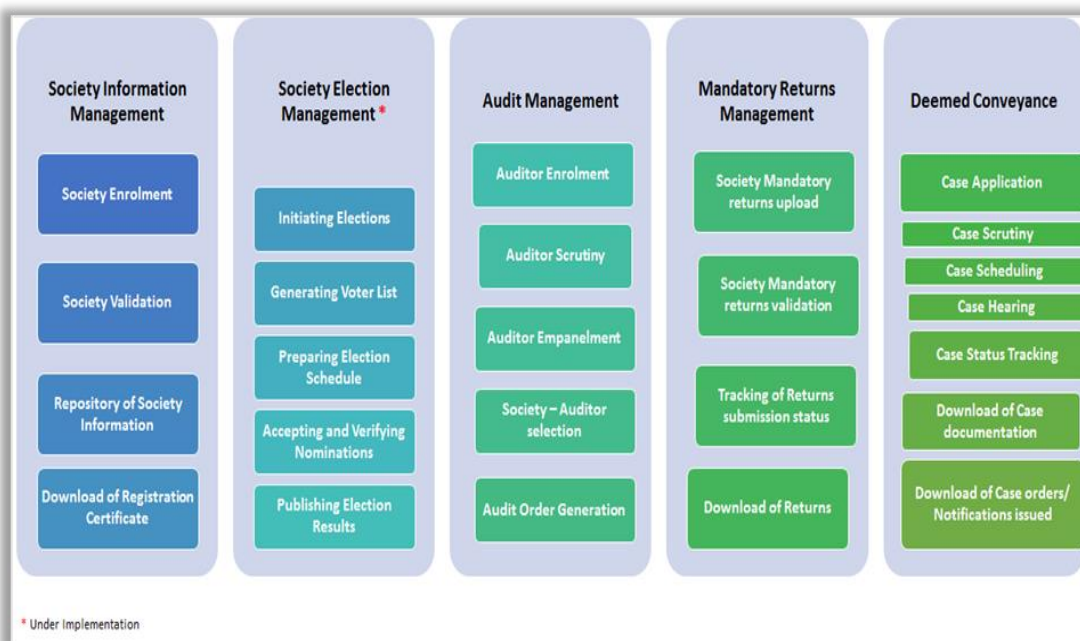 Society Information
Management
Society Enrolment
Society Validation
Repository of Society
Information
Download of Registration
Certificate
Society Election
Management *
Initiating Elections
Generating Voter List
Preparing Election
Schedule
Accepting and Verifying
Nominations
Publishing Election
Results
Audit Management
Auditor Enrolment
Auditor Scrutiny
Auditor Empanelment
Society – Auditor
selection
Audit Order Generation
Mandatory Returns
Management
Society Mandatory
returns upload
Society Mandatory
returns validation
Tracking of Returns
submission status
Download of Returns
Deemed Conveyance
Case Application
Case Scrutiny
Case Scheduling
Case Hearing
Case Status Tracking
Download of Case
documentation
Download of Case orders/
Notifications issued
* Under Implementation